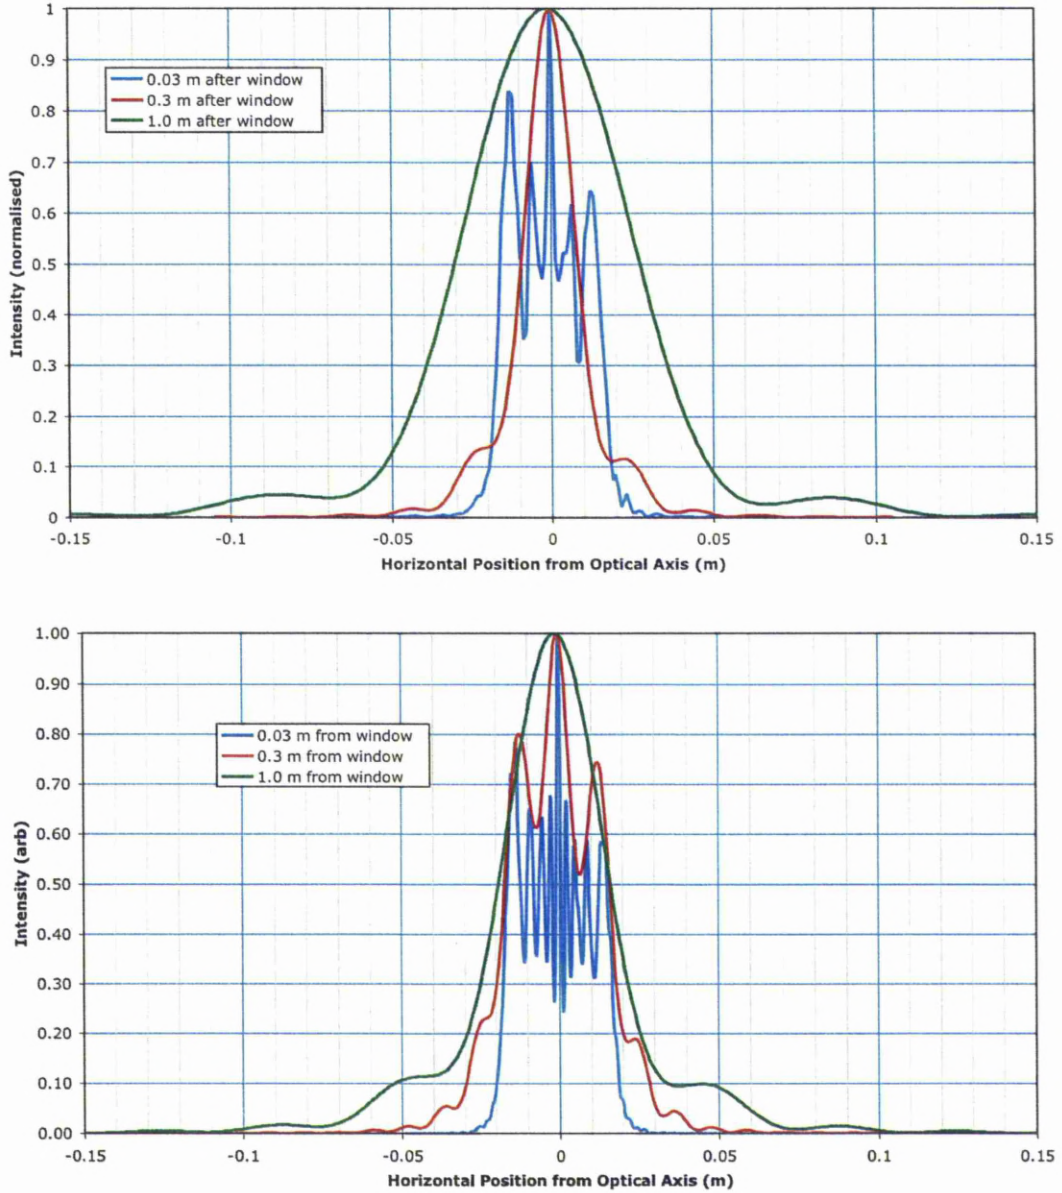 1
0.9
0.8
0.7
0.6
0.5
0.4
0.3
0.2
0.1
0
Intensity (normalised)
0.03 m after window
0.3 m after window
1.0 m after window
-0.15 -0.1 -0.05 0 0.05 0.1 0.15
Horizontal Position from Optical Axis (m)
1.00
0.90
0.80
0.70
0.60
0.50
0.40
0.30
0.20
0.10
0.00
Intensity (arb)
0.03 m from window
0.3 m from window
1.0 m from window
-0.15 -0.1 -0.05 0 0.05 0.1 0.15
Horizontal Position from Optical Axis (m)